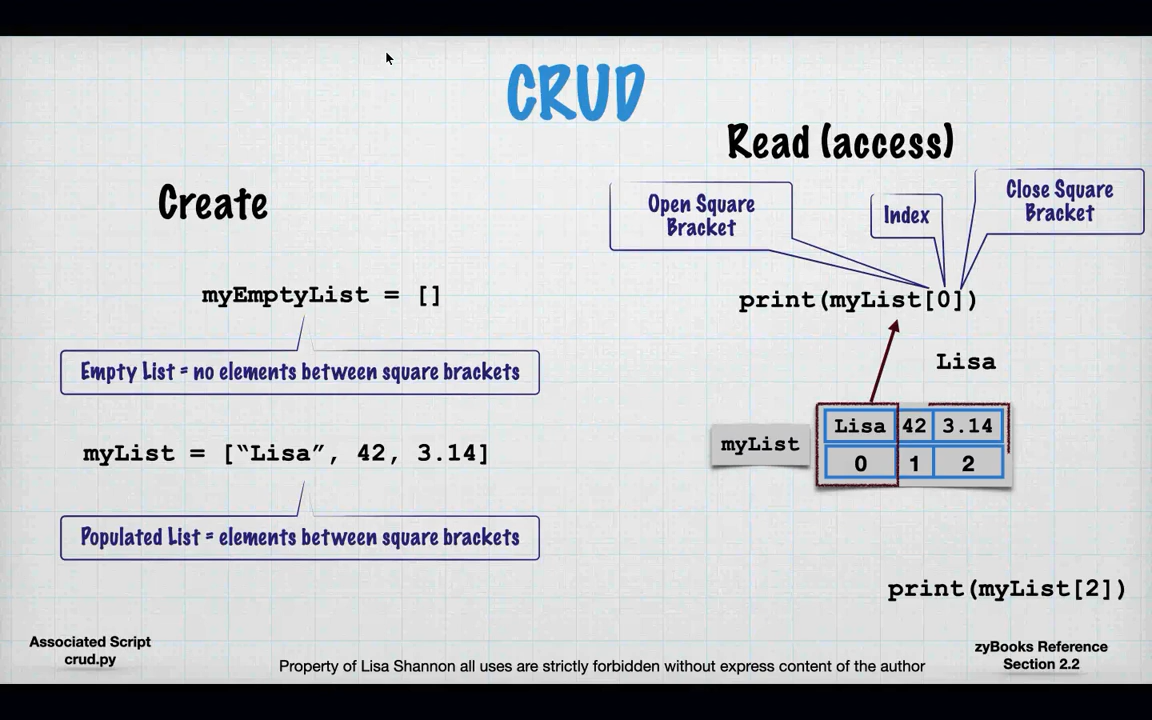 CRUD
Create
myEmptyList = []
Empty List = no elements between square brackets
myList = [“Lisa”, 42, 3.14]
Populated List = elements between square brackets
Read (access)
Open Square
Bracket
Index
Close Square
Bracket
print(myList[0])
Lisa
myList
Lisa 42 3.14
0 1 2
print(myList[2])
Associated Script
crud.py
Property of Lisa Shannon all uses are strictly forbidden without express content of the author
zyBooks Reference
Section 2.2